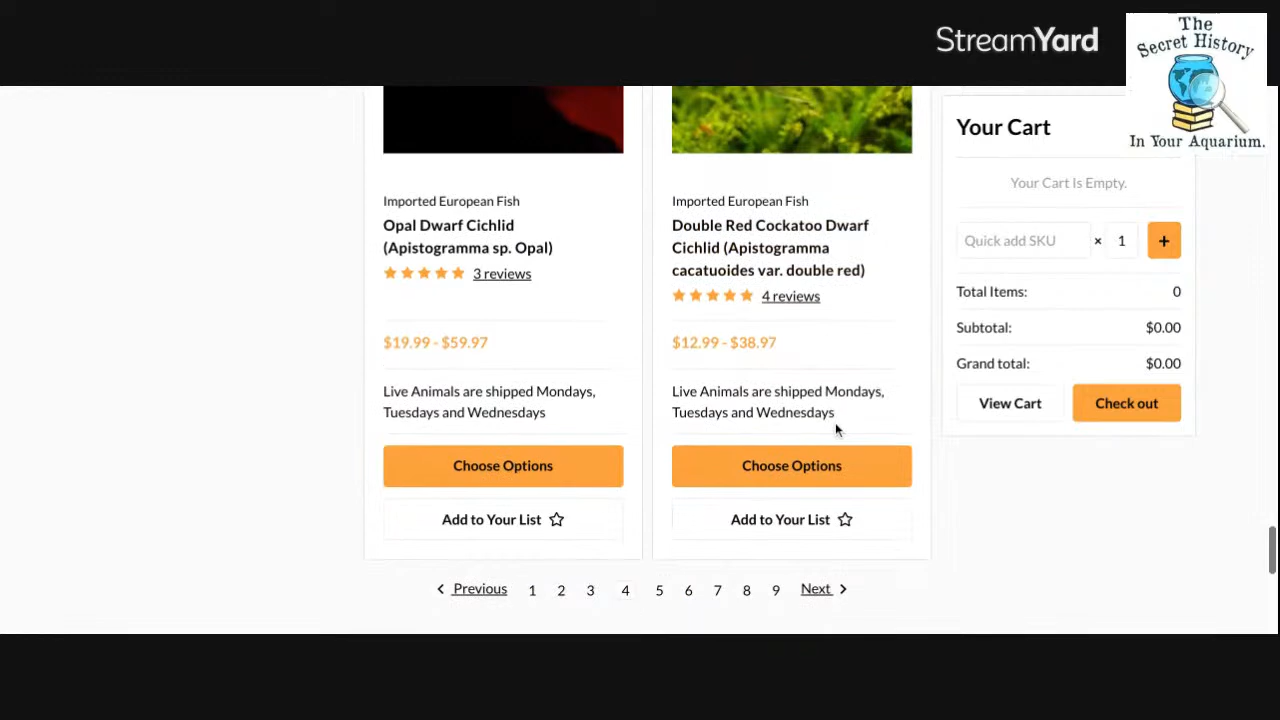 StreamYard
The
Secret History
In Your Aquarium.
Imported European Fish
Opal Dwarf Cichlid
(Apistogramma sp. Opal)
3 reviews
$19.99 - $59.97
Live Animals are shipped Mondays,
Tuesdays and Wednesdays
Choose Options
Add to Your List
Imported European Fish
Double Red Cockatoo Dwarf
Cichlid (Apistogramma
cacatuoides var. double red)
4 reviews
$12.99 - $38.97
Live Animals are shipped Mondays,
Tuesdays and Wednesdays
Choose Options
Add to Your List
Your Cart
Your Cart Is Empty.
Quick add SKU × 1 +
Total Items: 0
Subtotal: $0.00
Grand total: $0.00
View Cart Check out
Previous 1 2 3 4 5 6 7 8 9 Next